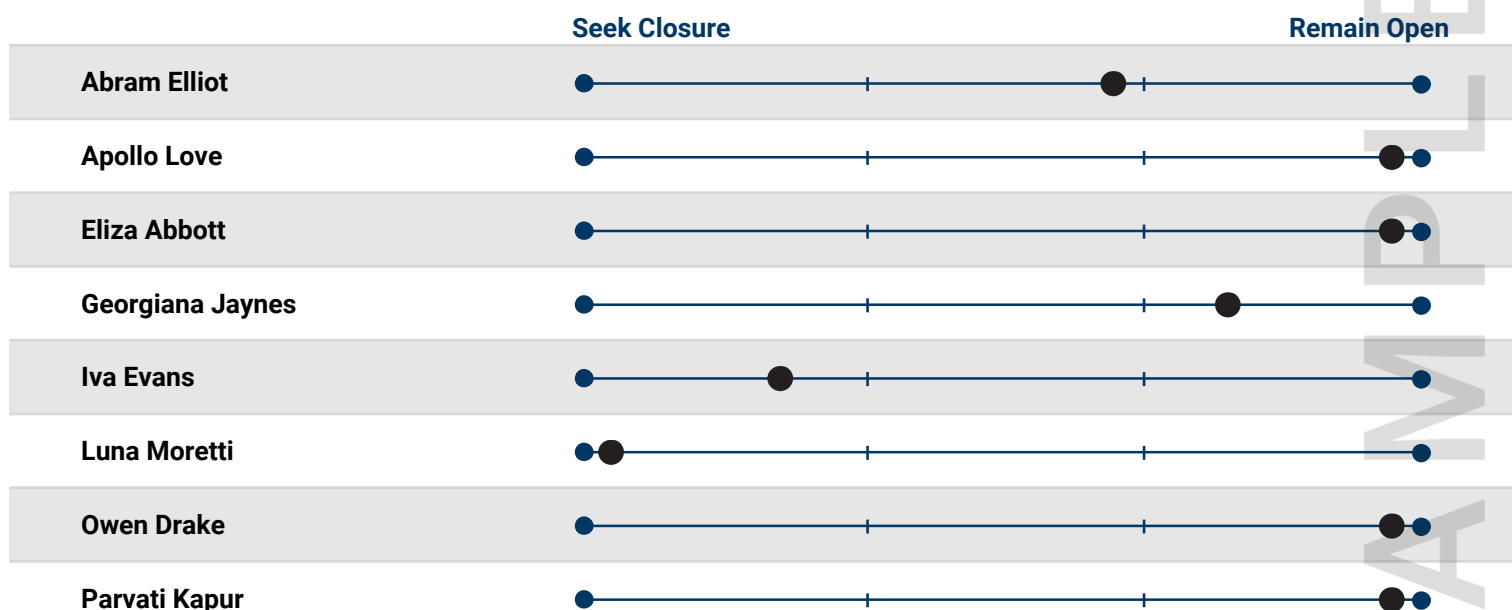 Seek Closure Remain Open
Abram Elliot
Apollo Love
Eliza Abbott
Georgiana Jaynes
Iva Evans
Luna Moretti
Owen Drake
Parvati Kapur
A M P L E